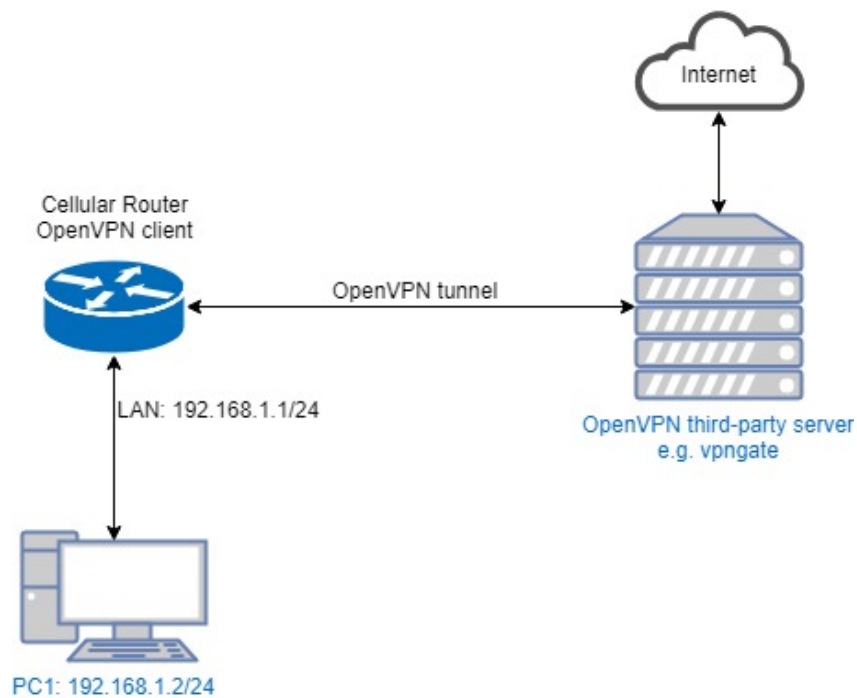 Internet
Cellular Router
OpenVPN client
OpenVPN tunnel
LAN: 192.168.1.1/24
OpenVPN third-party server
e.g. vpngate
PC1: 192.168.1.2/24